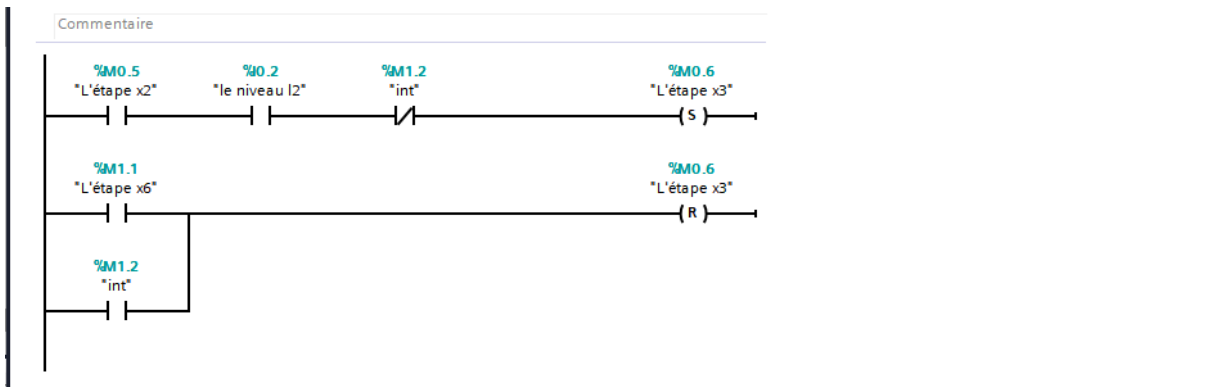 Commentaire
%M0.5 %I0.2 %M1.2 %M0.6
"L'étape x2" "le niveau l2" "int" "L'étape x3"
S
%M1.1 %M0.6
"L'étape x6" "L'étape x3"
R
%M1.2
"int"